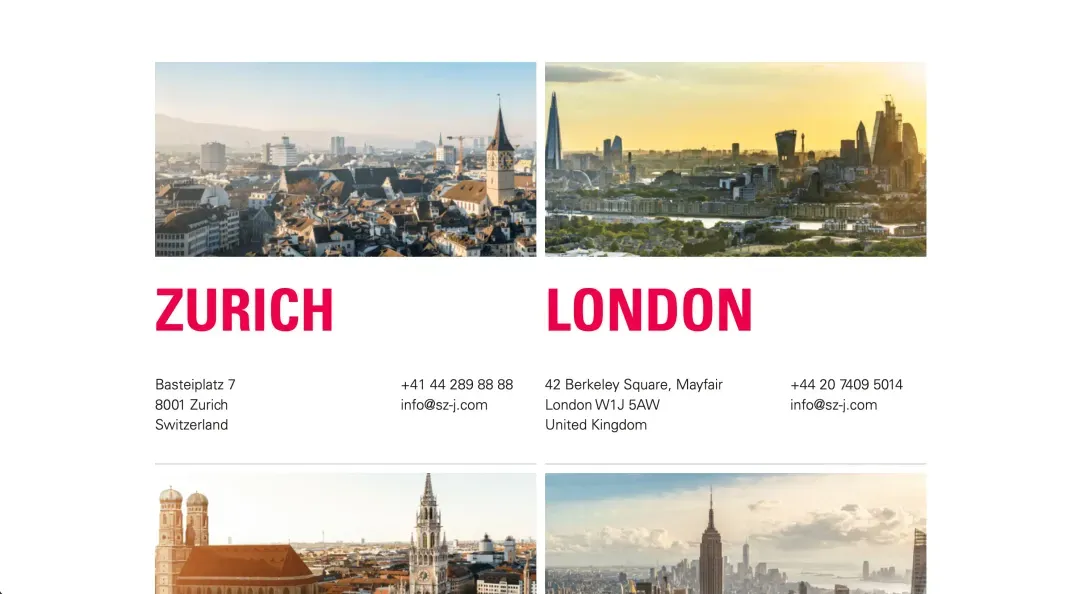 ZURICH
Basteiplatz 7
8001 Zurich
Switzerland
+41 44 289 88 88
info@sz-j.com
LONDON
42 Berkeley Square, Mayfair
London W1J 5AW
United Kingdom
+44 20 7409 5014
info@sz-j.com